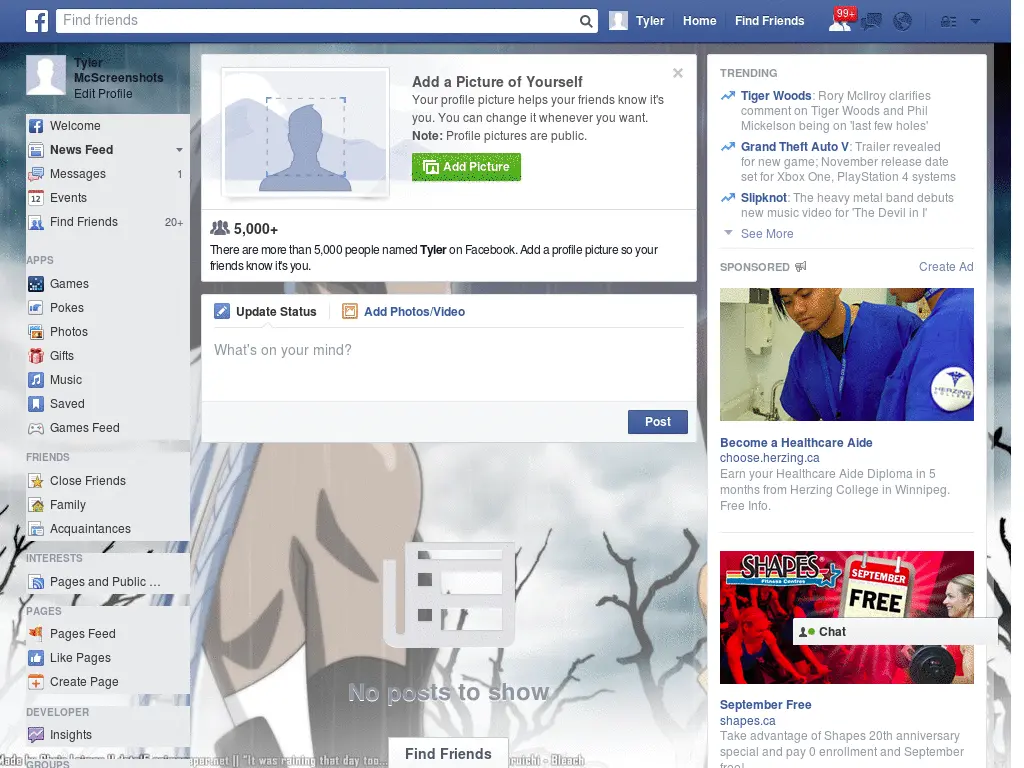 Find friends
Tyler
Home
Find Friends
99+
Tyler
McScreenshots
Edit Profile
Welcome
News Feed
Messages 1
12 Events
Find Friends 20+
APPS
Games
Pokes
Photos
Gifts
Music
Saved
Games Feed
FRIENDS
Close Friends
Family
Acquaintances
INTERESTS
Pages and Public ...
PAGES
Pages Feed
Like Pages
Create Page
DEVELOPER
Insights
GROUPS
Add a Picture of Yourself
Your profile picture helps your friends know it's
you. You can change it whenever you want.
Note: Profile pictures are public.
Add Picture
5,000+
There are more than 5,000 people named Tyler on Facebook. Add a profile picture so your
friends know it's you.
Update Status
Add Photos/Video
What's on your mind?
Post
No posts to show
Find Friends
"It was raining that day too...
- Bleach
TRENDING
Tiger Woods: Rory McIlroy clarifies
comment on Tiger Woods and Phil
Mickelson being on 'last few holes'
Grand Theft Auto V: Trailer revealed
for new game; November release date
set for Xbox One, PlayStation 4 systems
Slipknot: The heavy metal band debuts
new music video for 'The Devil in I'
See More
SPONSORED
Create Ad
HERZING
COLLEGE
Become a Healthcare Aide
choose.herzing.ca
Earn your Healthcare Aide Diploma in 5
months from Herzing College in Winnipeg.
Free Info.
SHAPES
Fitness Centres
SEPTEMBER
FREE
Chat
September Free
shapes.ca
Take advantage of Shapes 20th anniversary
special and pay 0 enrollment and September
free!